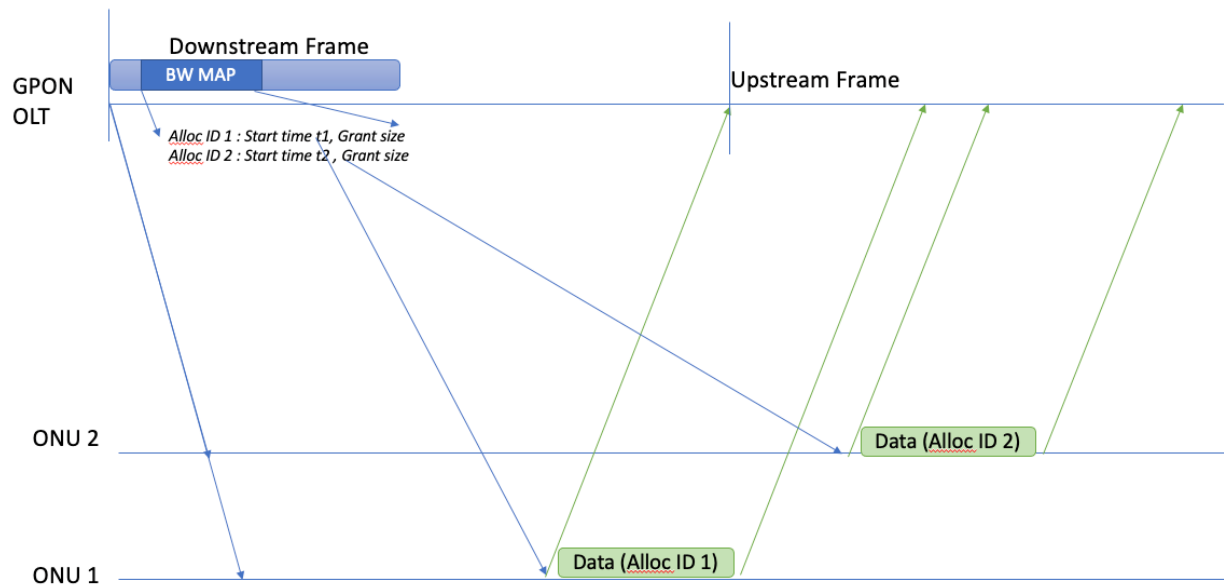 Downstream Frame
BW MAP
GPON
OLT
Upstream Frame
Alloc ID 1 : Start time t1, Grant size
Alloc ID 2 : Start time t2 , Grant size
ONU 2
Data (Alloc ID 2)
Data (Alloc ID 1)
ONU 1